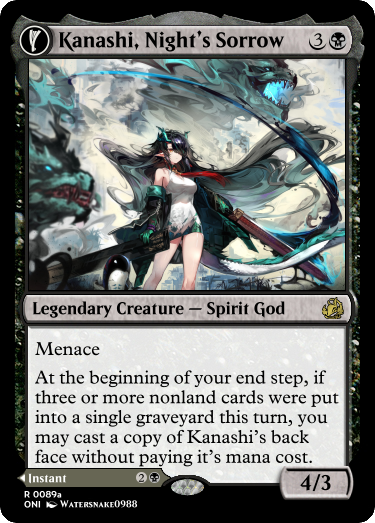 Kanashi, Night's Sorrow 3
Legendary Creature — Spirit God
Menace
At the beginning of your end step, if
three or more nonland cards were put
into a single graveyard this turn, you
may cast a copy of Kanashi's back
face without paying it's mana cost.
Instant 2
4/3
R 0089a
ONI Watersnake0988